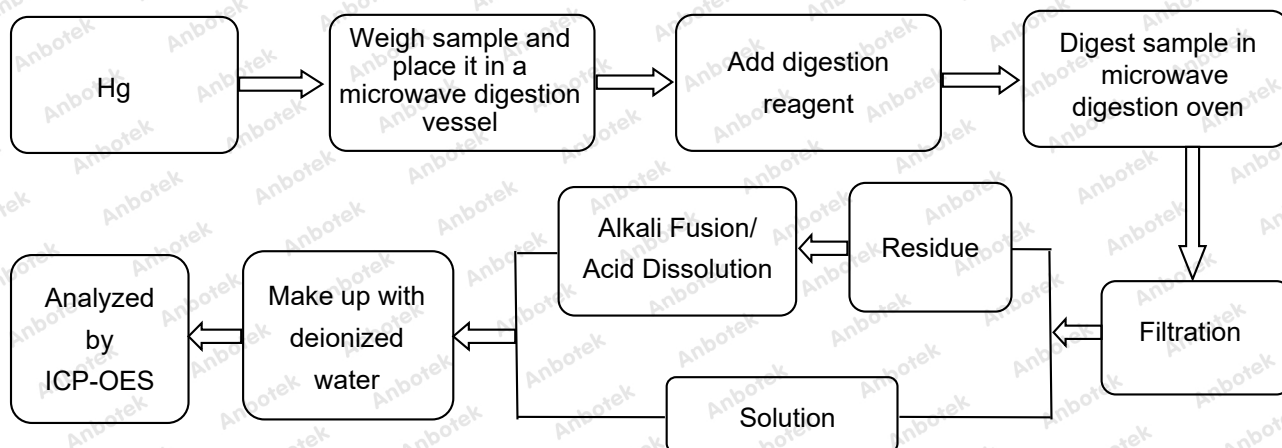 Hg
Weigh sample and
place it in a
microwave digestion
vessel
Add digestion
reagent
Digest sample in
microwave
digestion oven
Filtration
Residue
Alkali Fusion/
Acid Dissolution
Solution
Make up with
deionized
water
Analyzed
by
ICP-OES
Anbotek